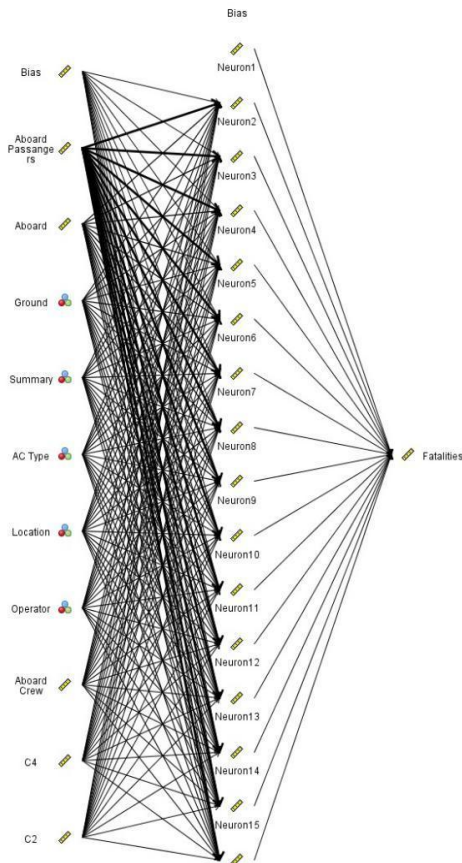 Bias
Bias
Aboard
Passange
rs
Aboard
Ground
Summary
AC Type
Location
Operator
Aboard
Crew
C4
C2
Neuron1
Neuron2
Neuron3
Neuron4
Neuron5
Neuron6
Neuron7
Neuron8
Neuron9
Neuron10
Neuron11
Neuron12
Neuron13
Neuron14
Neuron15
Fatalities